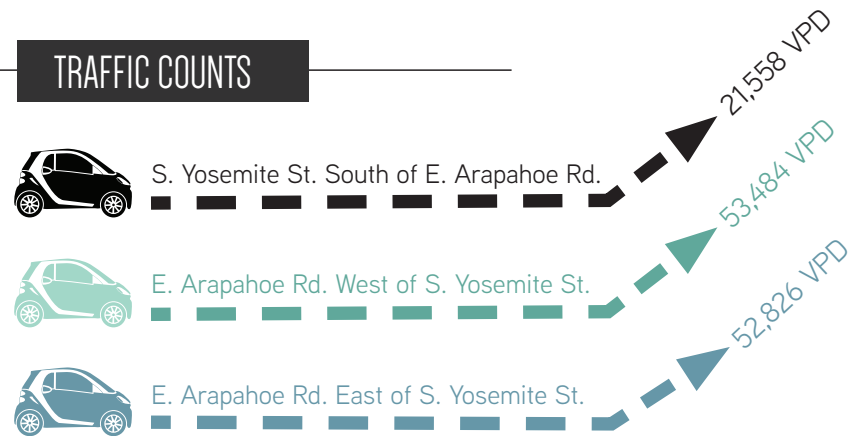 TRAFFIC COUNTS
S. Yosemite St. South of E. Arapahoe Rd.
21,558 VPD
E. Arapahoe Rd. West of S. Yosemite St.
53,484 VPD
E. Arapahoe Rd. East of S. Yosemite St.
52,826 VPD